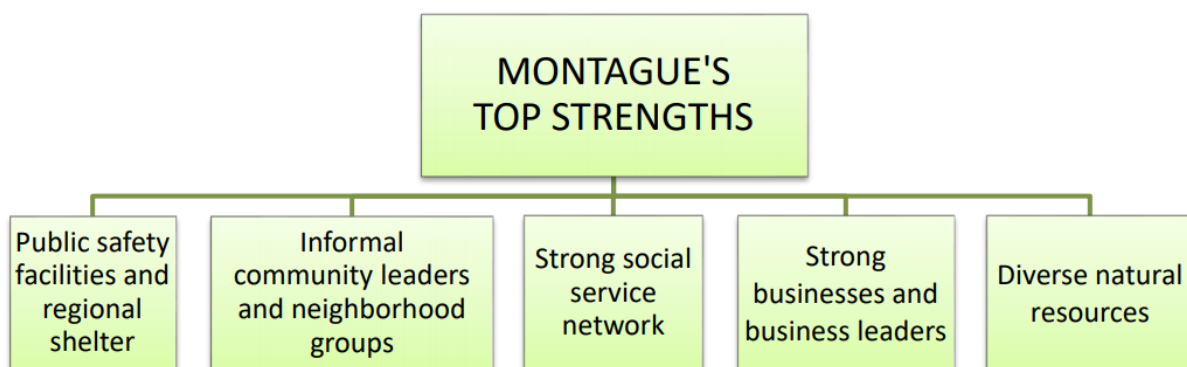 MONTAGUE'S
TOP STRENGTHS
Public safety
facilities and
regional
shelter
Informal
community leaders
and neighborhood
groups
Strong social
service
network
Strong
businesses and
business leaders
Diverse natural
resources